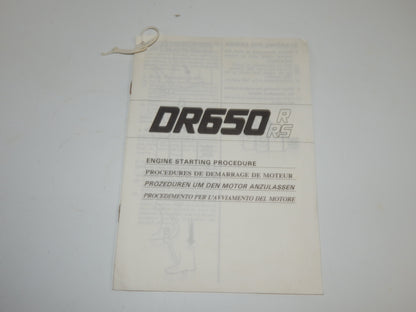 DR650 R
RS
ENGINE STARTING PROCEDURE
PROCEDURES DE DEMARRAGE DE MOTEUR
PROZEDUREN UM DEN MOTOR ANZULASSEN
PROCEDIMENTO PER L'AVVIAMENTO DEL MOTORE